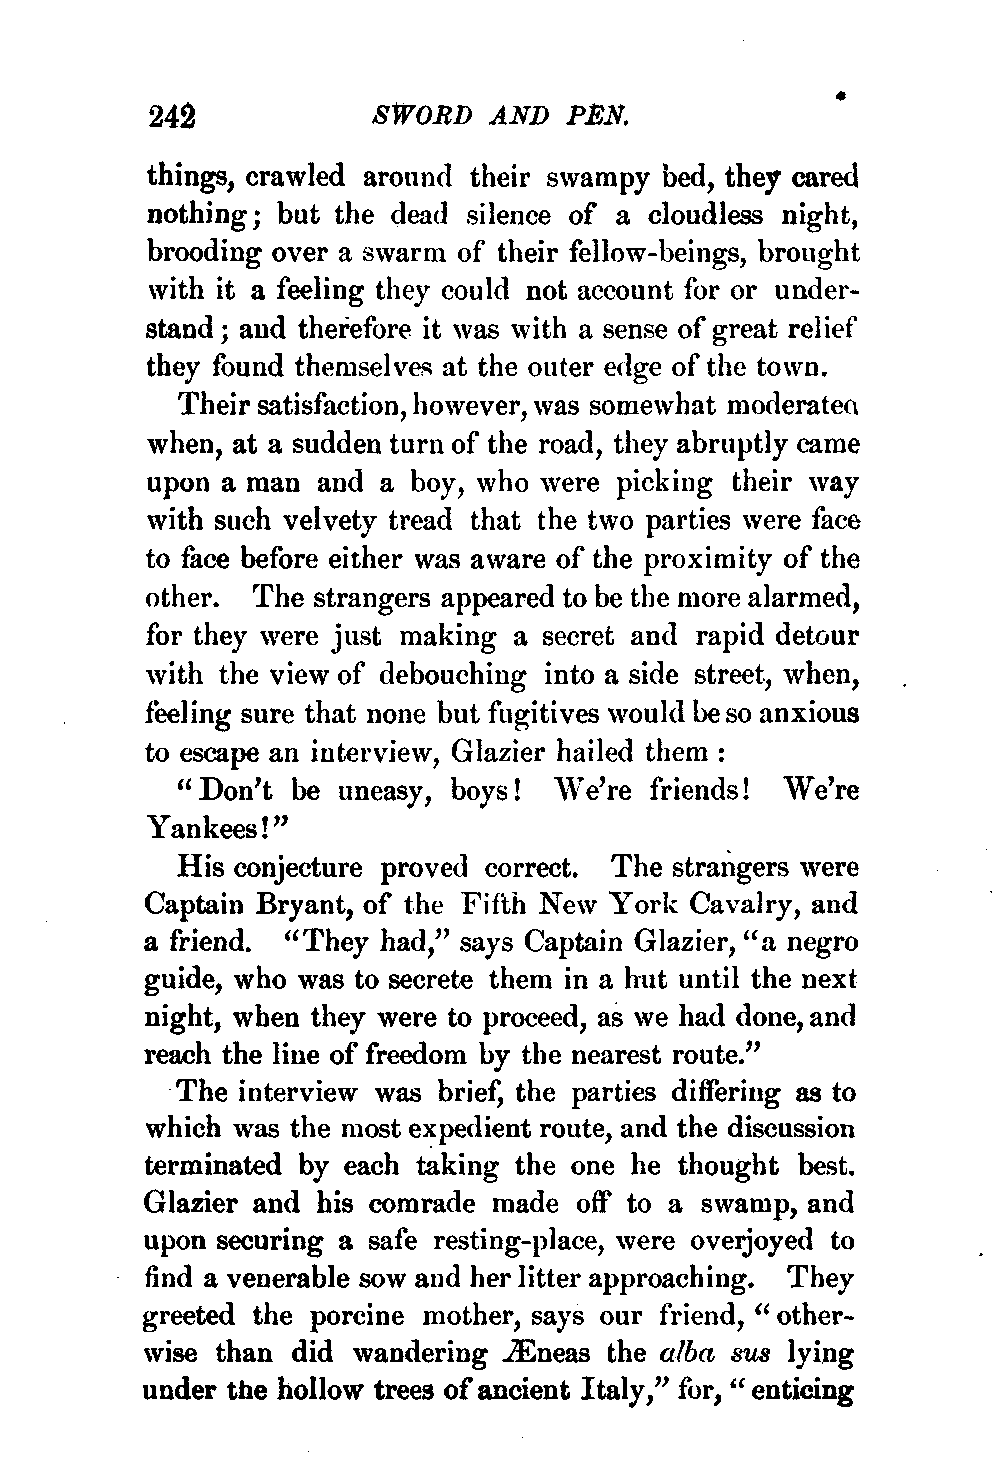 242 SWORD AND PEN.
things, crawled around their swampy bed, they cared
nothing; but the dead silence of a cloudless night,
brooding over a swarm of their fellow-beings, brought
with it a feeling they could not account for or under-
stand; and therefore it was with a sense of great relief
they found themselves at the outer edge of the town.
Their satisfaction, however, was somewhat moderated
when, at a sudden turn of the road, they abruptly came
upon a man and a boy, who were picking their way
with such velvety tread that the two parties were face
to face before either was aware of the proximity of the
other. The strangers appeared to be the more alarmed,
for they were just making a secret and rapid detour
with the view of debouching into a side street, when,
feeling sure that none but fugitives would be so anxious
to escape an interview, Glazier hailed them :
"Don't be uneasy, boys! We're friends! We're
Yankees!"
His conjecture proved correct. The strangers were
Captain Bryant, of the Fifth New York Cavalry, and
a friend. "They had," says Captain Glazier, "a negro
guide, who was to secrete them in a hut until the next
night, when they were to proceed, as we had done, and
reach the line of freedom by the nearest route."
The interview was brief, the parties differing as to
which was the most expedient route, and the discussion
terminated by each taking the one he thought best.
Glazier and his comrade made off to a swamp, and
upon securing a safe resting-place, were overjoyed to
find a venerable sow and her litter approaching. They
greeted the porcine mother, says our friend, "other-
wise than did wandering Æneas the alba sus lying
under the hollow trees of ancient Italy," for, "enticing